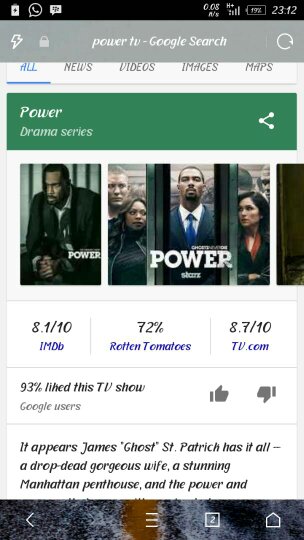 0.08
K/s
H+
19%
23:12
power tv - Google Search
ALL NEWS VIDEOS IMAGES MAPS
Power
Drama series
POWER
GHOSTS NEVER DIE
POWER
starz
8.1/10 72% 8.7/10
IMDb Rotten Tomatoes TV.com
93% liked this TV show
Google users
It appears James "Ghost" St. Patrick has it all --
a drop-dead gorgeous wife, a stunning
Manhattan penthouse, and the power and
2